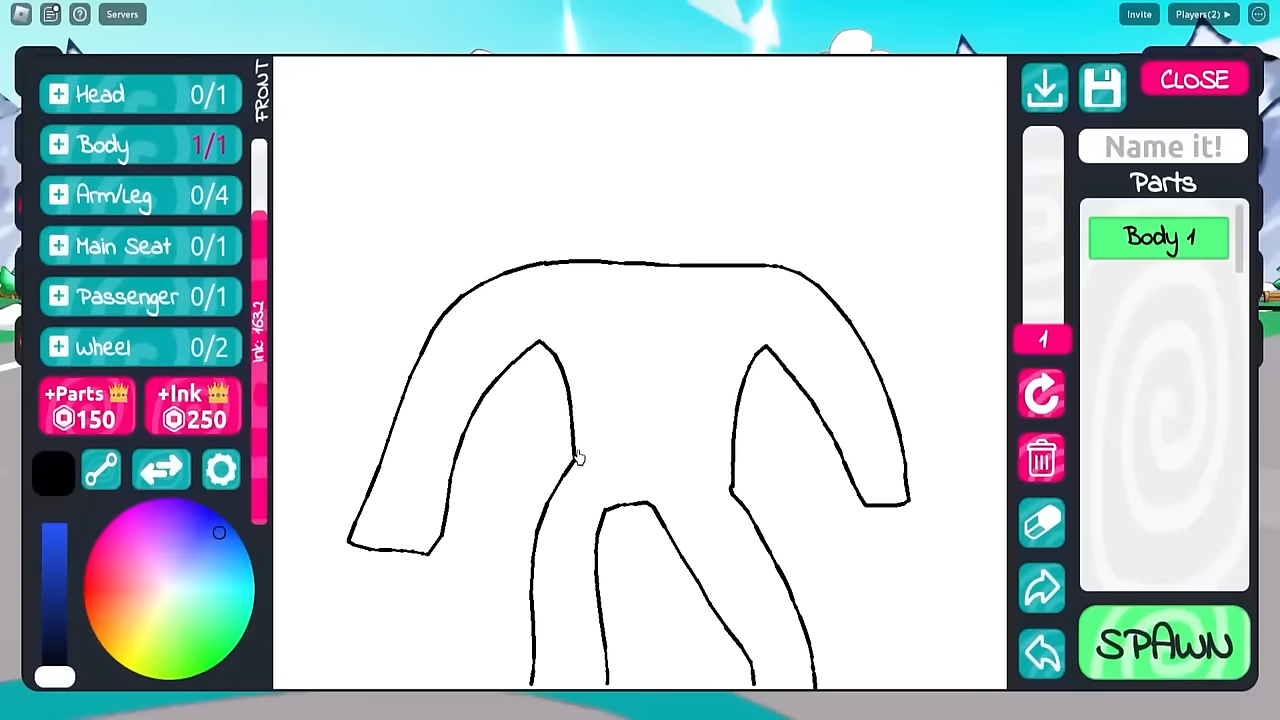 Servers
Invite
Players(2) ▶
Head 0/1
Body 1/1
Arm/Leg 0/4
Main Seat 0/1
Passenger 0/1
Wheel 0/2
+Parts
150
+Ink
250
FRONT
Ink: 163.2
1
CLOSE
Name it!
Parts
Body 1
SPAWN